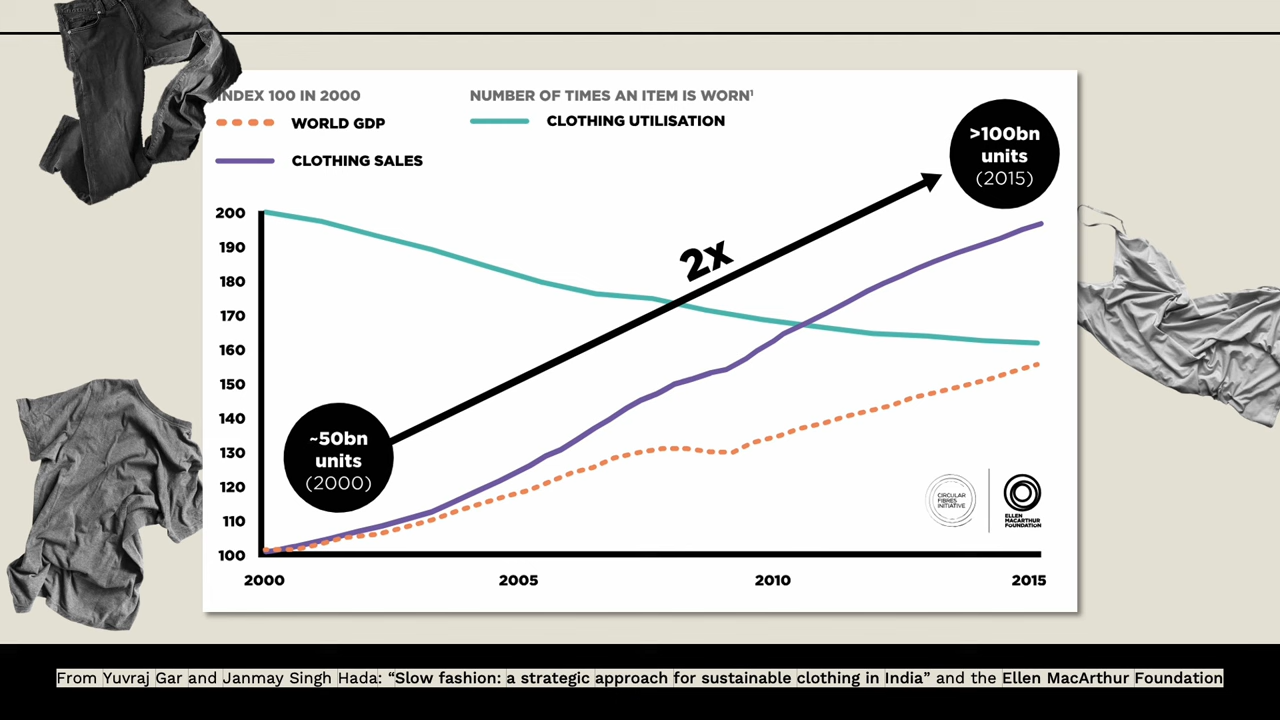 INDEX 100 IN 2000
WORLD GDP
CLOTHING SALES
NUMBER OF TIMES AN ITEM IS WORN¹
CLOTHING UTILISATION
>100bn
units
(2015)
2x
~50bn
units
(2000)
200
190
180
170
160
150
140
130
120
110
100
2000
2005
2010
2015
CIRCULAR
FIBRES
INITIATIVE
ELLEN
MACARTHUR
FOUNDATION
From Yuvraj Gar and Janmay Singh Hada: “Slow fashion: a strategic approach for sustainable clothing in India” and the Ellen MacArthur Foundation